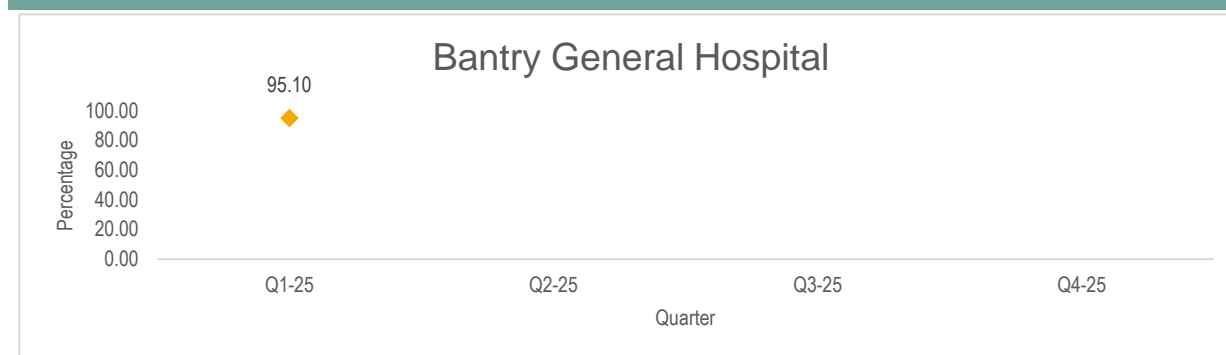 Bantry General Hospital
95.10
100.00
80.00
60.00
40.00
20.00
0.00
Percentage
Q1-25 Q2-25 Q3-25 Q4-25
Quarter